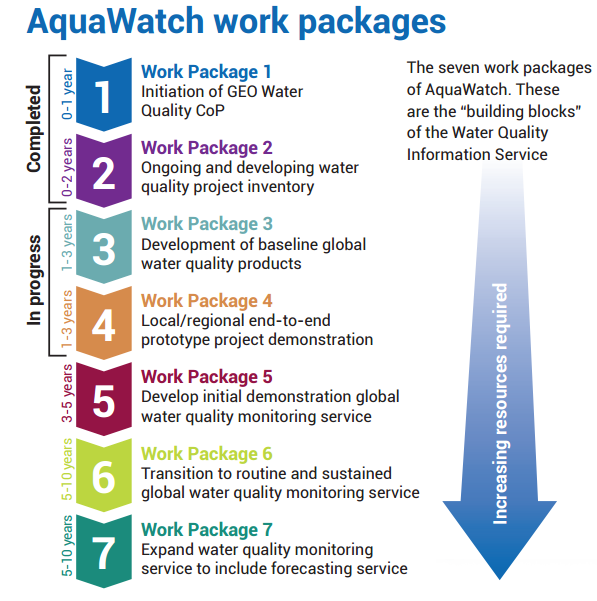 AquaWatch work packages
Completed
0-1 year
1
Work Package 1
Initiation of GEO Water
Quality CoP
0-2 years
2
Work Package 2
Ongoing and developing water
quality project inventory
In progress
1-3 years
3
Work Package 3
Development of baseline global
water quality products
1-3 years
4
Work Package 4
Local/regional end-to-end
prototype project demonstration
3-5 years
5
Work Package 5
Develop initial demonstration global
water quality monitoring service
5-10 years
6
Work Package 6
Transition to routine and sustained
global water quality monitoring service
5-10 years
7
Work Package 7
Expand water quality monitoring
service to include forecasting service
The seven work packages
of AquaWatch. These
are the “building blocks”
of the Water Quality
Information Service
Increasing resources required